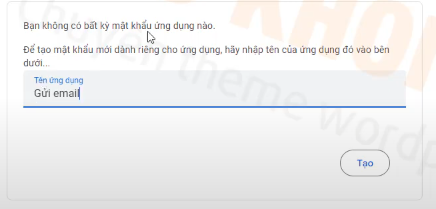 Bạn không có bất kỳ mật khẩu ứng dụng nào.
Để tạo mật khẩu mới dành riêng cho ứng dụng, hãy nhập tên của ứng dụng đó vào bên
dưới...
Tên ứng dụng
Gửi email
Tạo